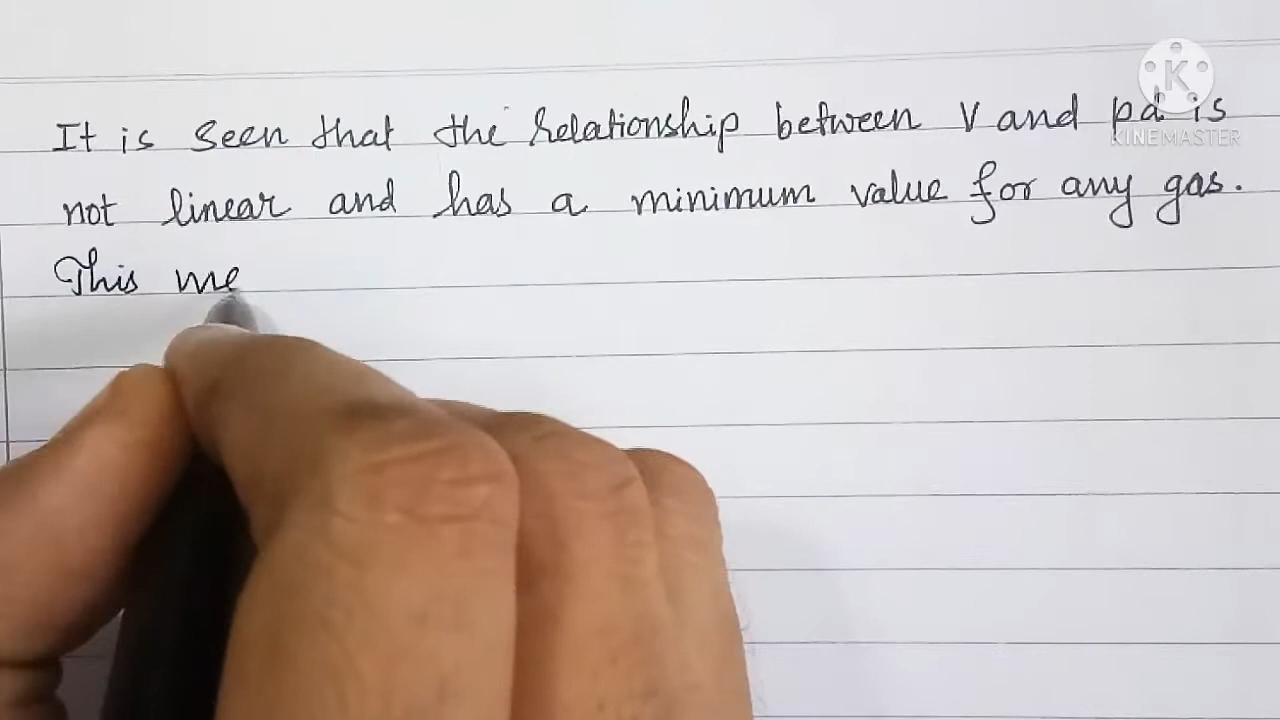 It is seen that the relationship between V and pd is
not linear and has a minimum value for any gas.
This me
K
KINEMASTER